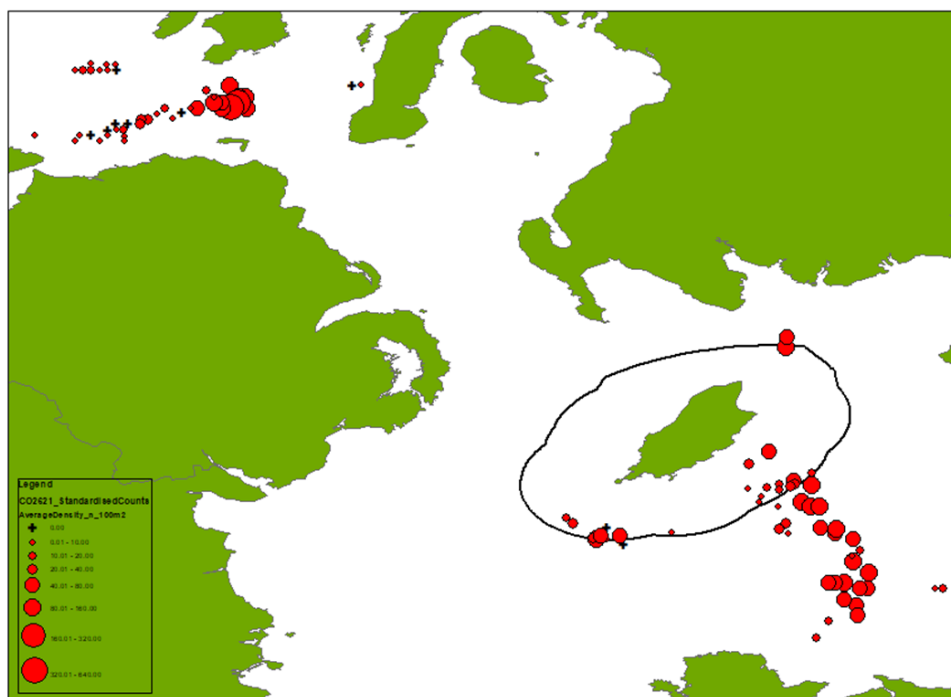 Legend
CO2621_StandardisedCounts
AverageDensity_n_100m2
0.00
0.01 - 10.00
10.01 - 20.00
20.01 - 40.00
40.01 - 80.00
80.01 - 160.00
160.01 - 320.00
320.01 - 640.00